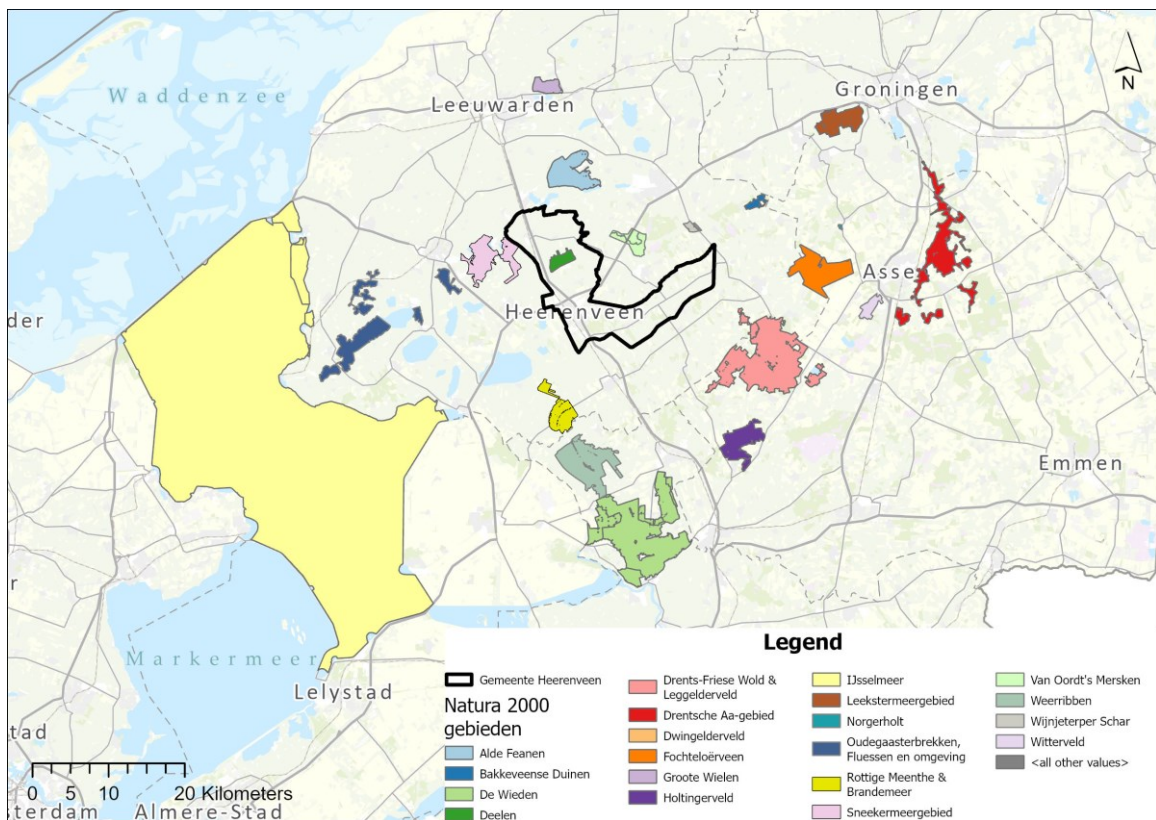 Waddenzee
Leeuwarden
Groningen
N
Asse
Heerenveen
der
Emmen
Markermeer
Lelystad
tad
0 5 10 20 Kilometers
sterdam
Almere-Stad
Legend
Gemeente Heerenveen
Natura 2000
gebieden
Alde Feanen
Bakkeveense Duinen
De Wieden
Deelen
Drents-Friese Wold &
Leggelderveld
Drentsche Aa-gebied
Dwingelderveld
Fochteloërveen
Groote Wielen
Holtingerveld
IJsselmeer
Leekstermeergebied
Norgerholt
Oudegaasterbrekken,
Fluessen en omgeving
Rottige Meenthe &
Brandemeer
Sneekermeergebied
Van Oordt's Mersken
Weerribben
Wijnjeterper Schar
Witterveld
<all other values>